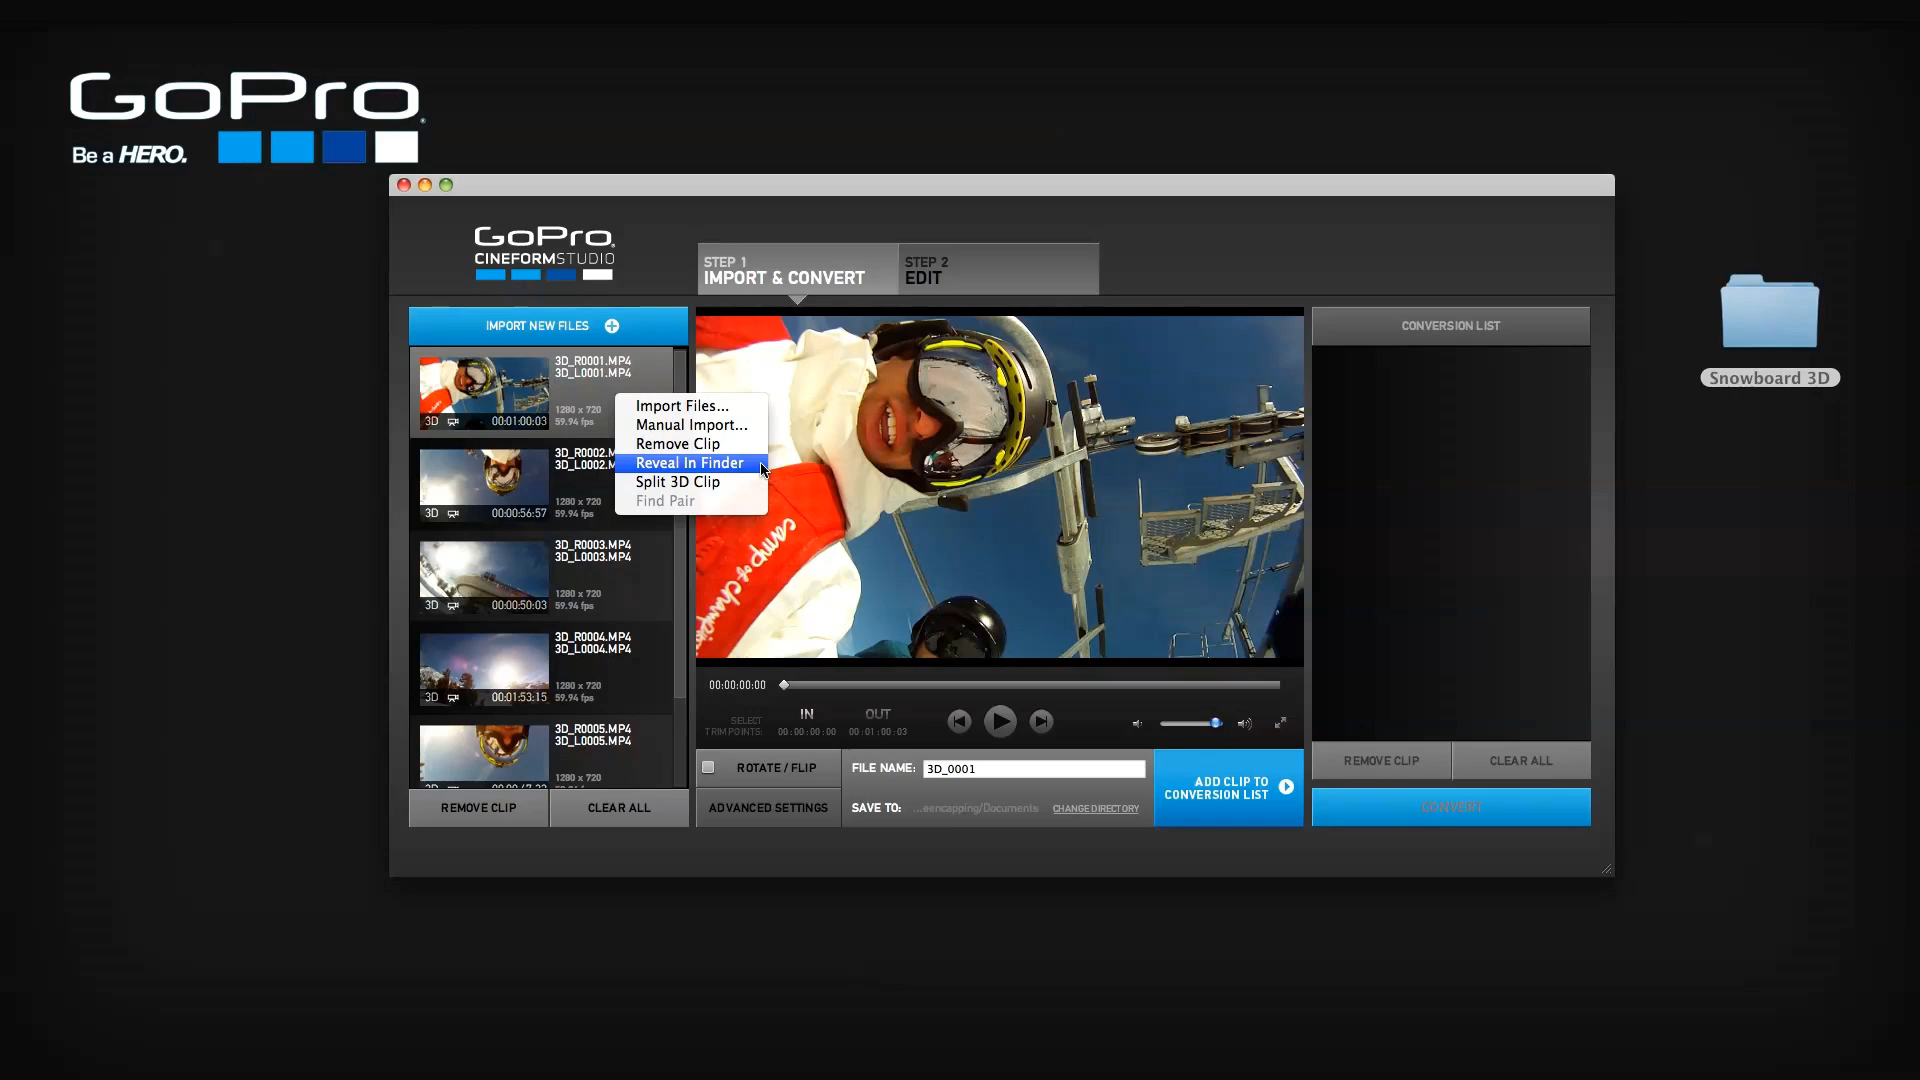 GoPro
Be a HERO.
GoPro
CINEFORMSTUDIO
STEP 1
IMPORT & CONVERT
STEP 2
EDIT
IMPORT NEW FILES
3D_R0001.MP4
3D_L0001.MP4
1280 x 720
59.94 fps
3D
00:01:00:03
Import Files...
Manual Import...
Remove Clip
Reveal In Finder
Split 3D Clip
Find Pair
3D_R0002.M
3D_L0002.M
1280 x 720
59.94 fps
3D
00:00:56:57
3D_R0003.MP4
3D_L0003.MP4
1280 x 720
59.94 fps
3D
00:00:50:03
3D_R0004.MP4
3D_L0004.MP4
1280 x 720
59.94 fps
3D
00:01:53:15
3D_R0005.MP4
3D_L0005.MP4
1280 x 720
REMOVE CLIP
CLEAR ALL
camp of champions
00:00:00:00
SELECT
TRIM POINTS:
IN
00:00:00:00
OUT
00:01:00:03
ROTATE / FLIP
ADVANCED SETTINGS
FILE NAME: 3D_0001
SAVE TO: ...eencapping/Documents CHANGE DIRECTORY
ADD CLIP TO
CONVERSION LIST
CONVERSION LIST
REMOVE CLIP
CLEAR ALL
CONVERT
Snowboard 3D